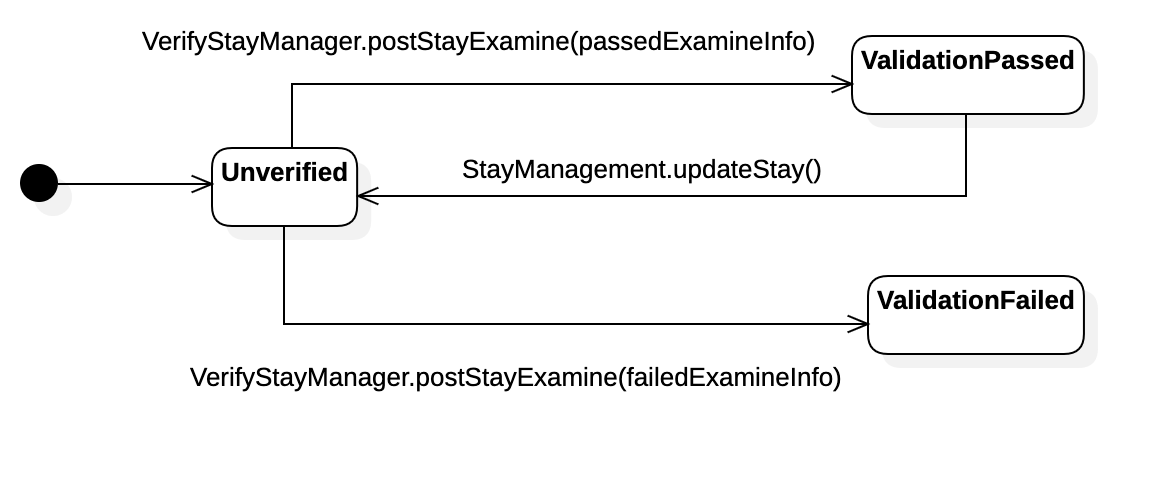 VerifyStayManager.postStayExamine(passedExamineInfo)
ValidationPassed
Unverified
StayManagement.updateStay()
ValidationFailed
VerifyStayManager.postStayExamine(failedExamineInfo)